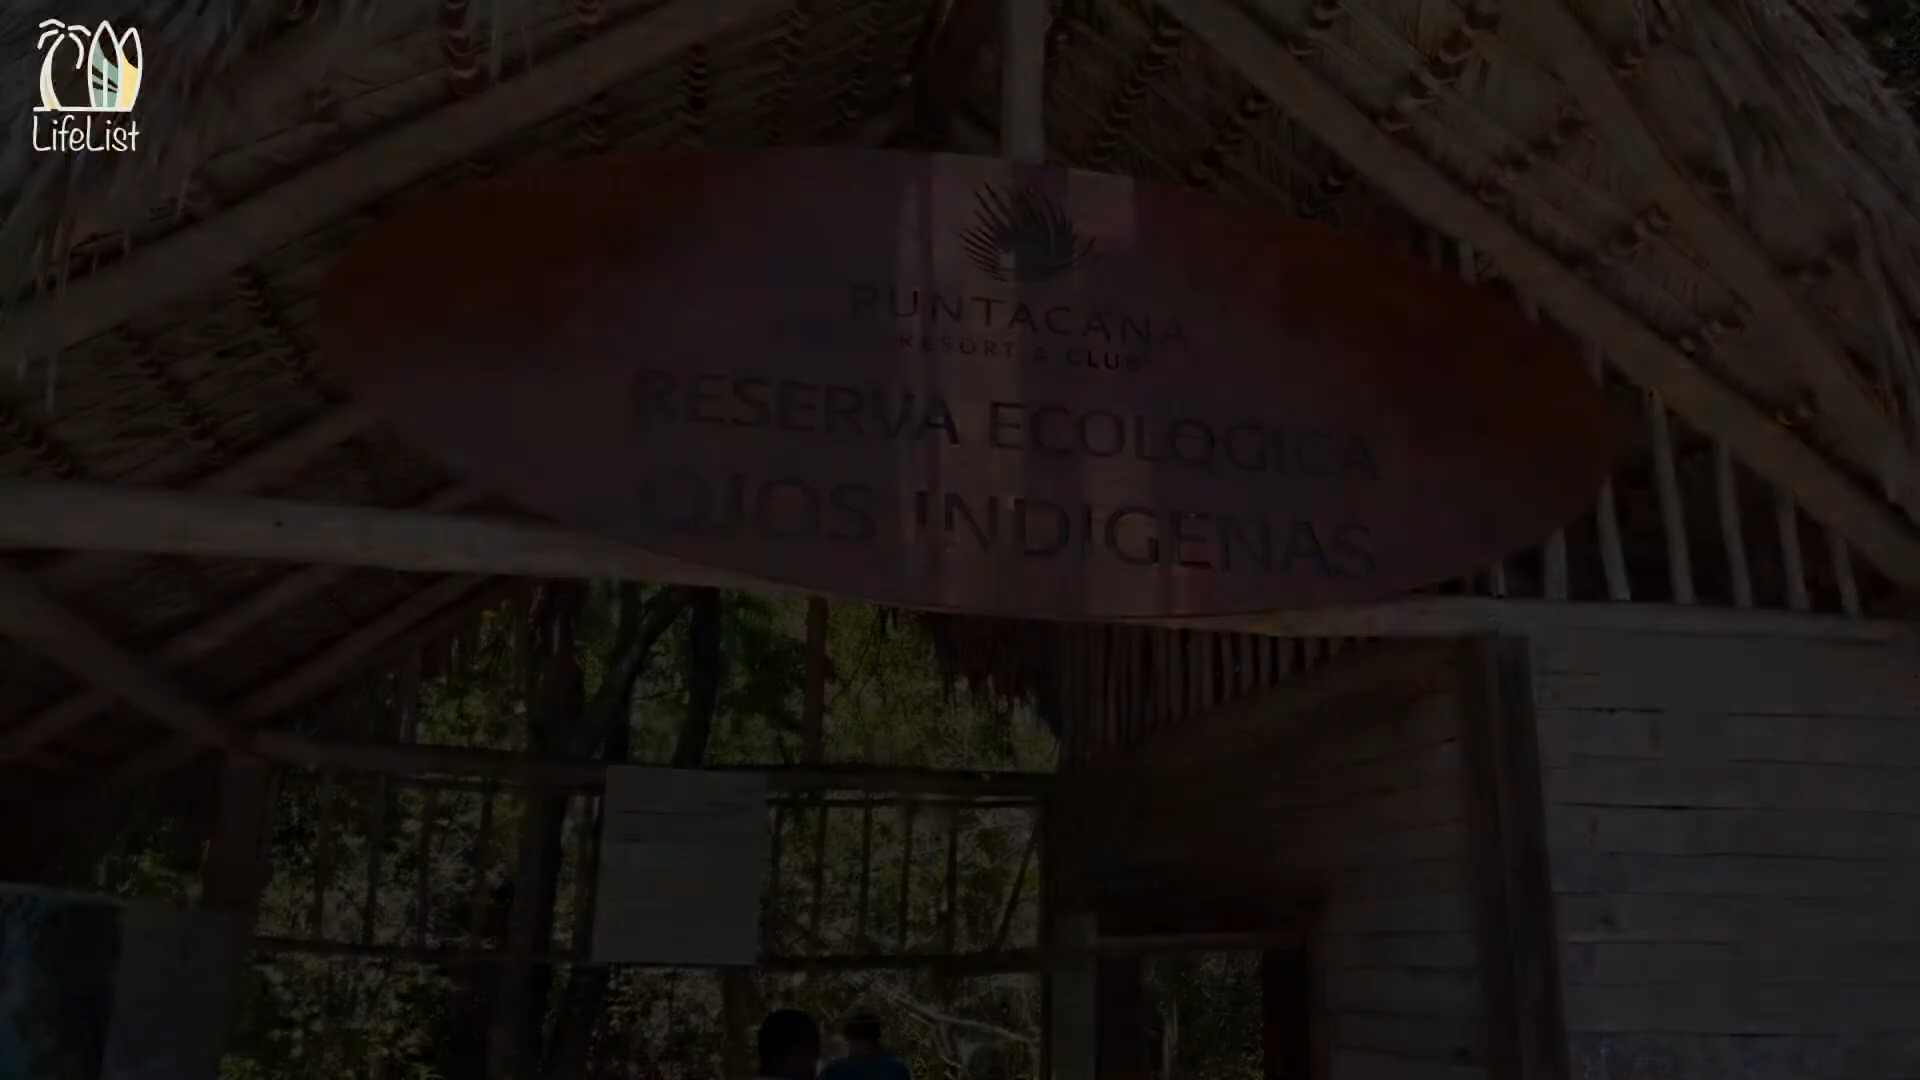 LifeList
PUNTACANA
RESORT & CLUB
RESERVA ECOLOGICA
OJOS INDIGENAS